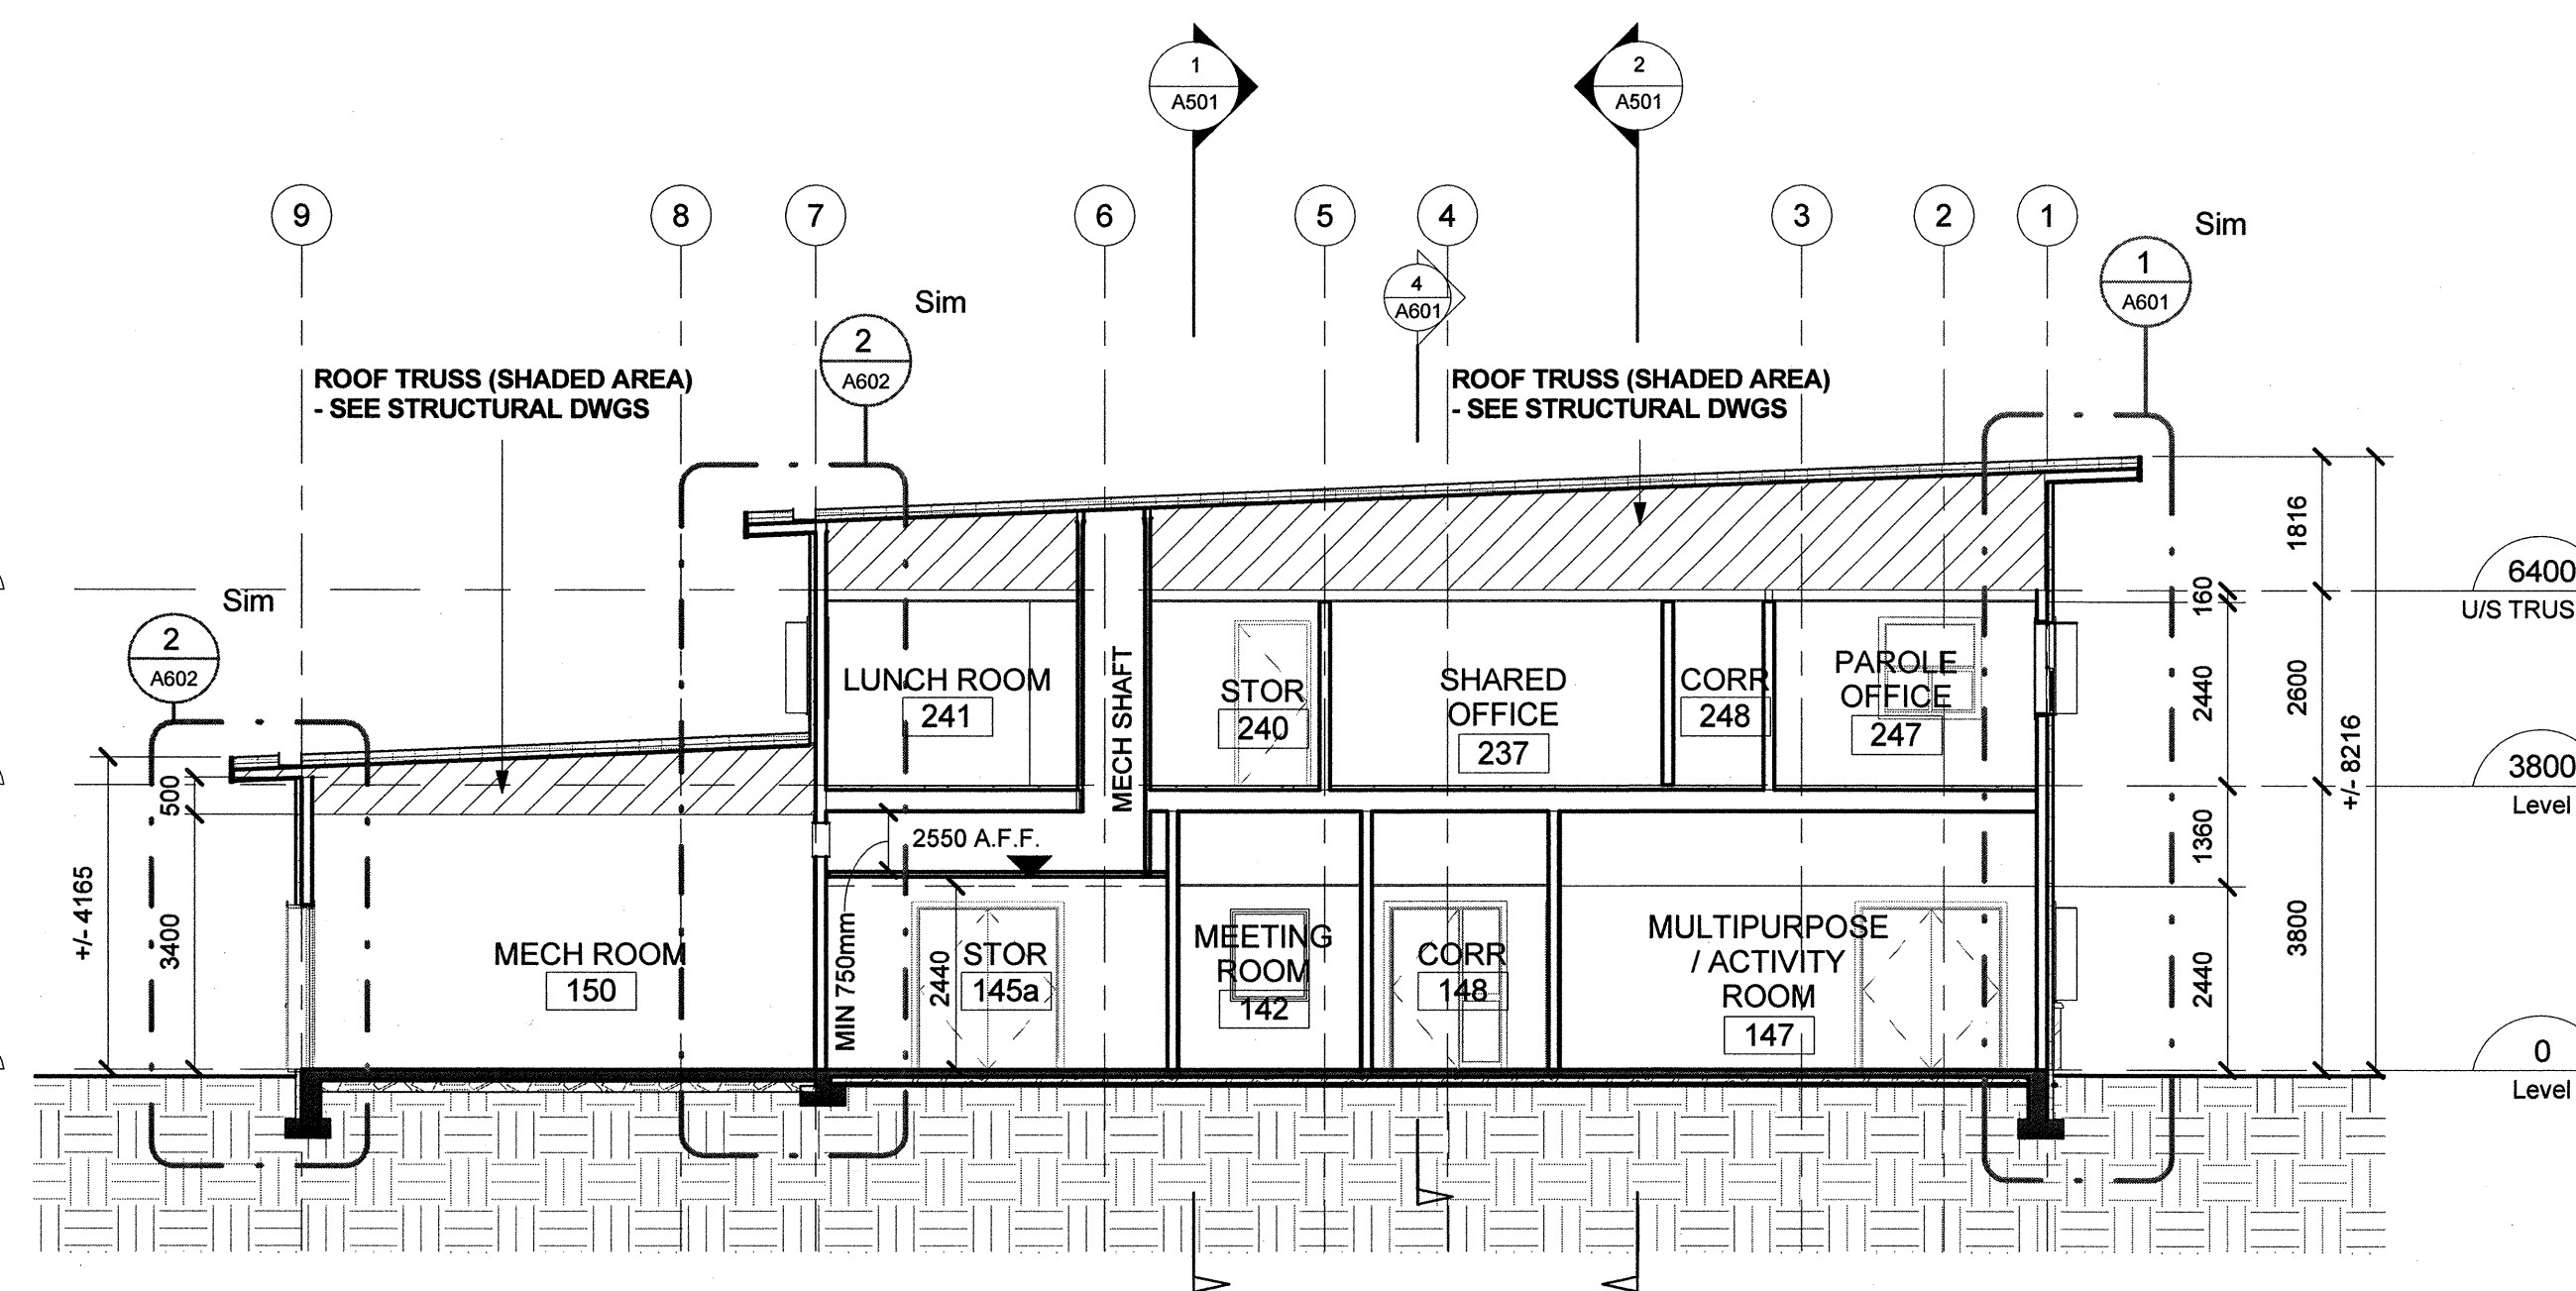 1
A501
2
A501
9
8
7
6
5
4
3
2
1
Sim
4
A601
1
A601
Sim
2
A602
ROOF TRUSS (SHADED AREA)
- SEE STRUCTURAL DWGS
ROOF TRUSS (SHADED AREA)
- SEE STRUCTURAL DWGS
1816
6400
U/S TRUS
160
Sim
2
A602
LUNCH ROOM
241
MECH SHAFT
STOR
240
SHARED
OFFICE
237
CORR
248
PAROLE
OFFICE
247
2440
2600
+/- 8216
3800
Level
500
2550 A.F.F.
1360
+/- 4165
3400
MECH ROOM
150
MIN 750mm
2440
STOR
145a
MEETING
ROOM
142
CORR
148
MULTIPURPOSE
/ ACTIVITY
ROOM
147
2440
3800
0
Level